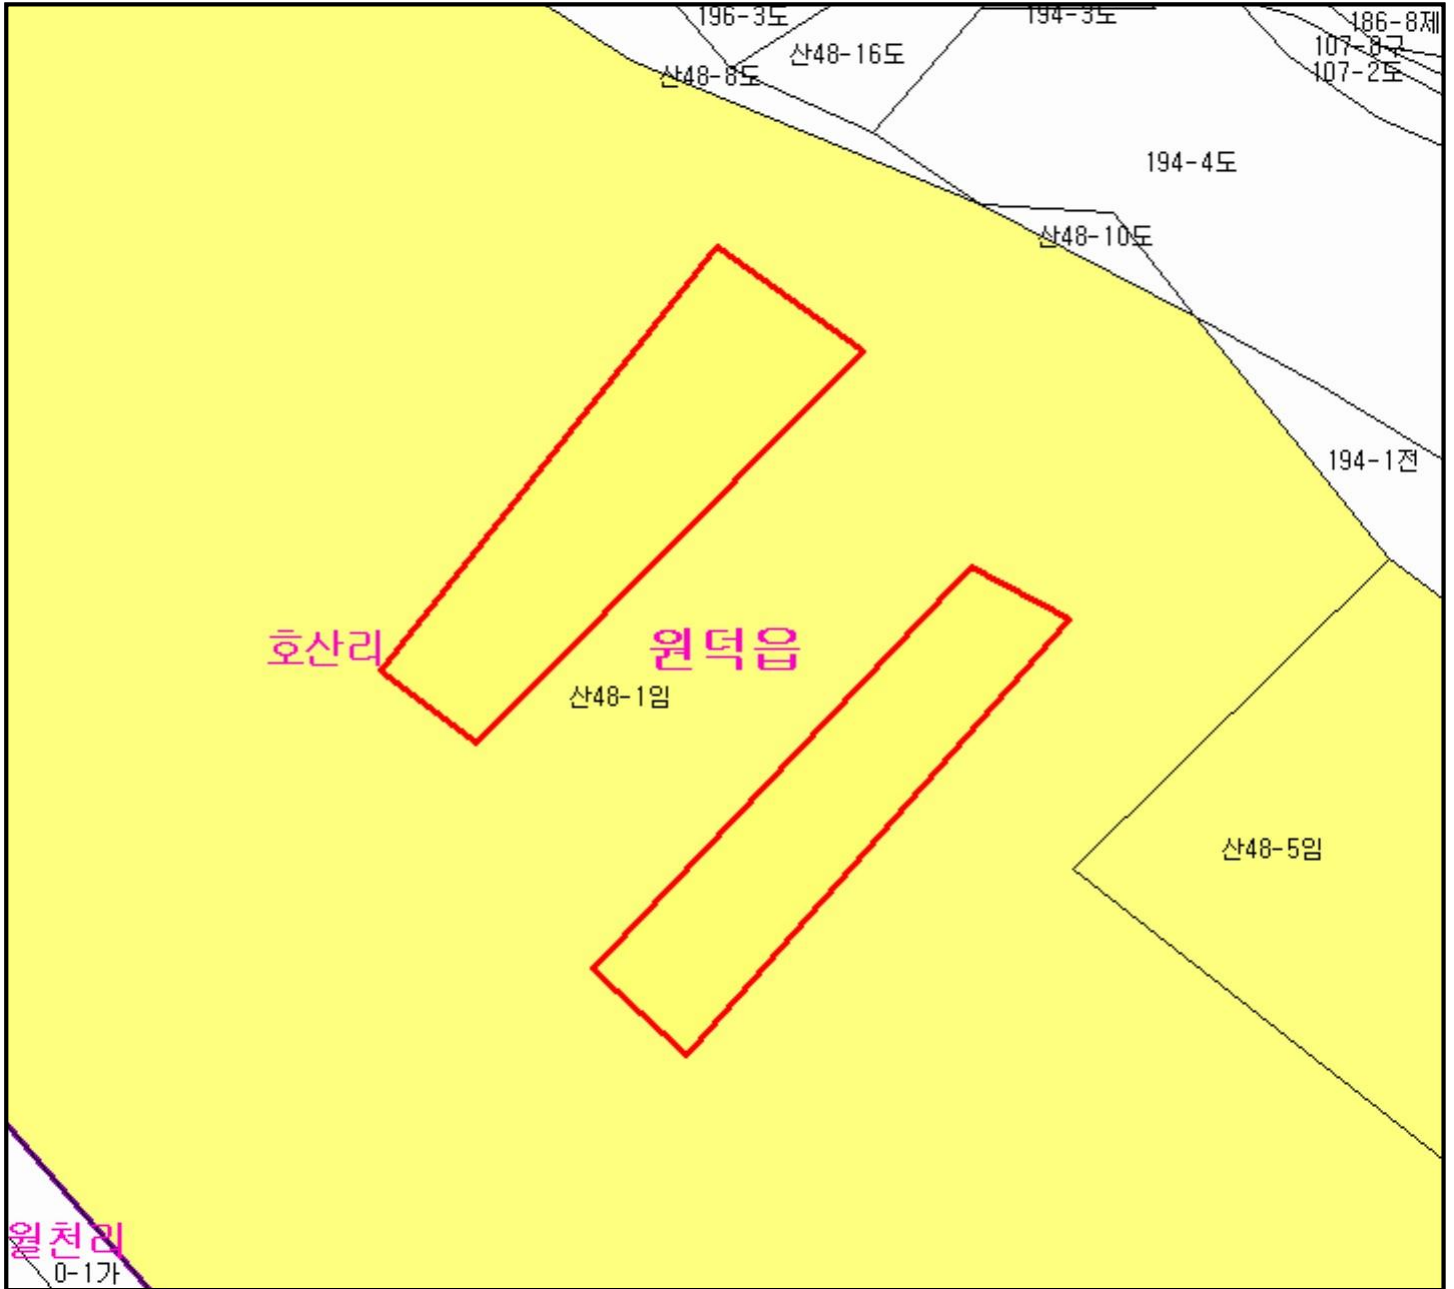 196-3도
194-3도
186-8제
107-8구
107-2도
산48-16도
산48-8도
194-4도
산48-10도
194-1전
호산리
원덕읍
산48-1임
산48-5임
월천리
0-1가